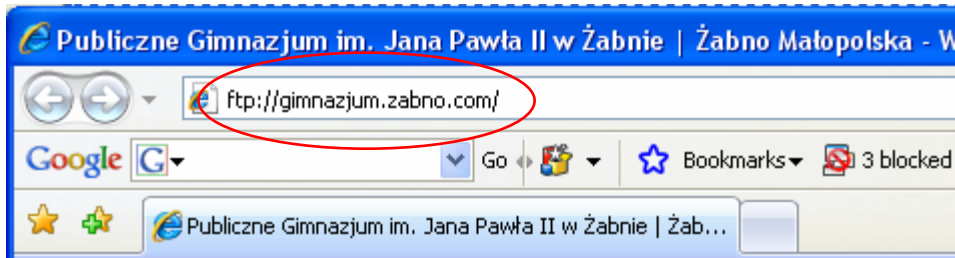 Publiczne Gimnazjum im. Jana Pawła II w Żabnie | Żabno Małopolska - W
ftp://gimnazjum.zabno.com/
Google G Go Bookmarks 3 blocked
Publiczne Gimnazjum im. Jana Pawła II w Żabnie | Żab...